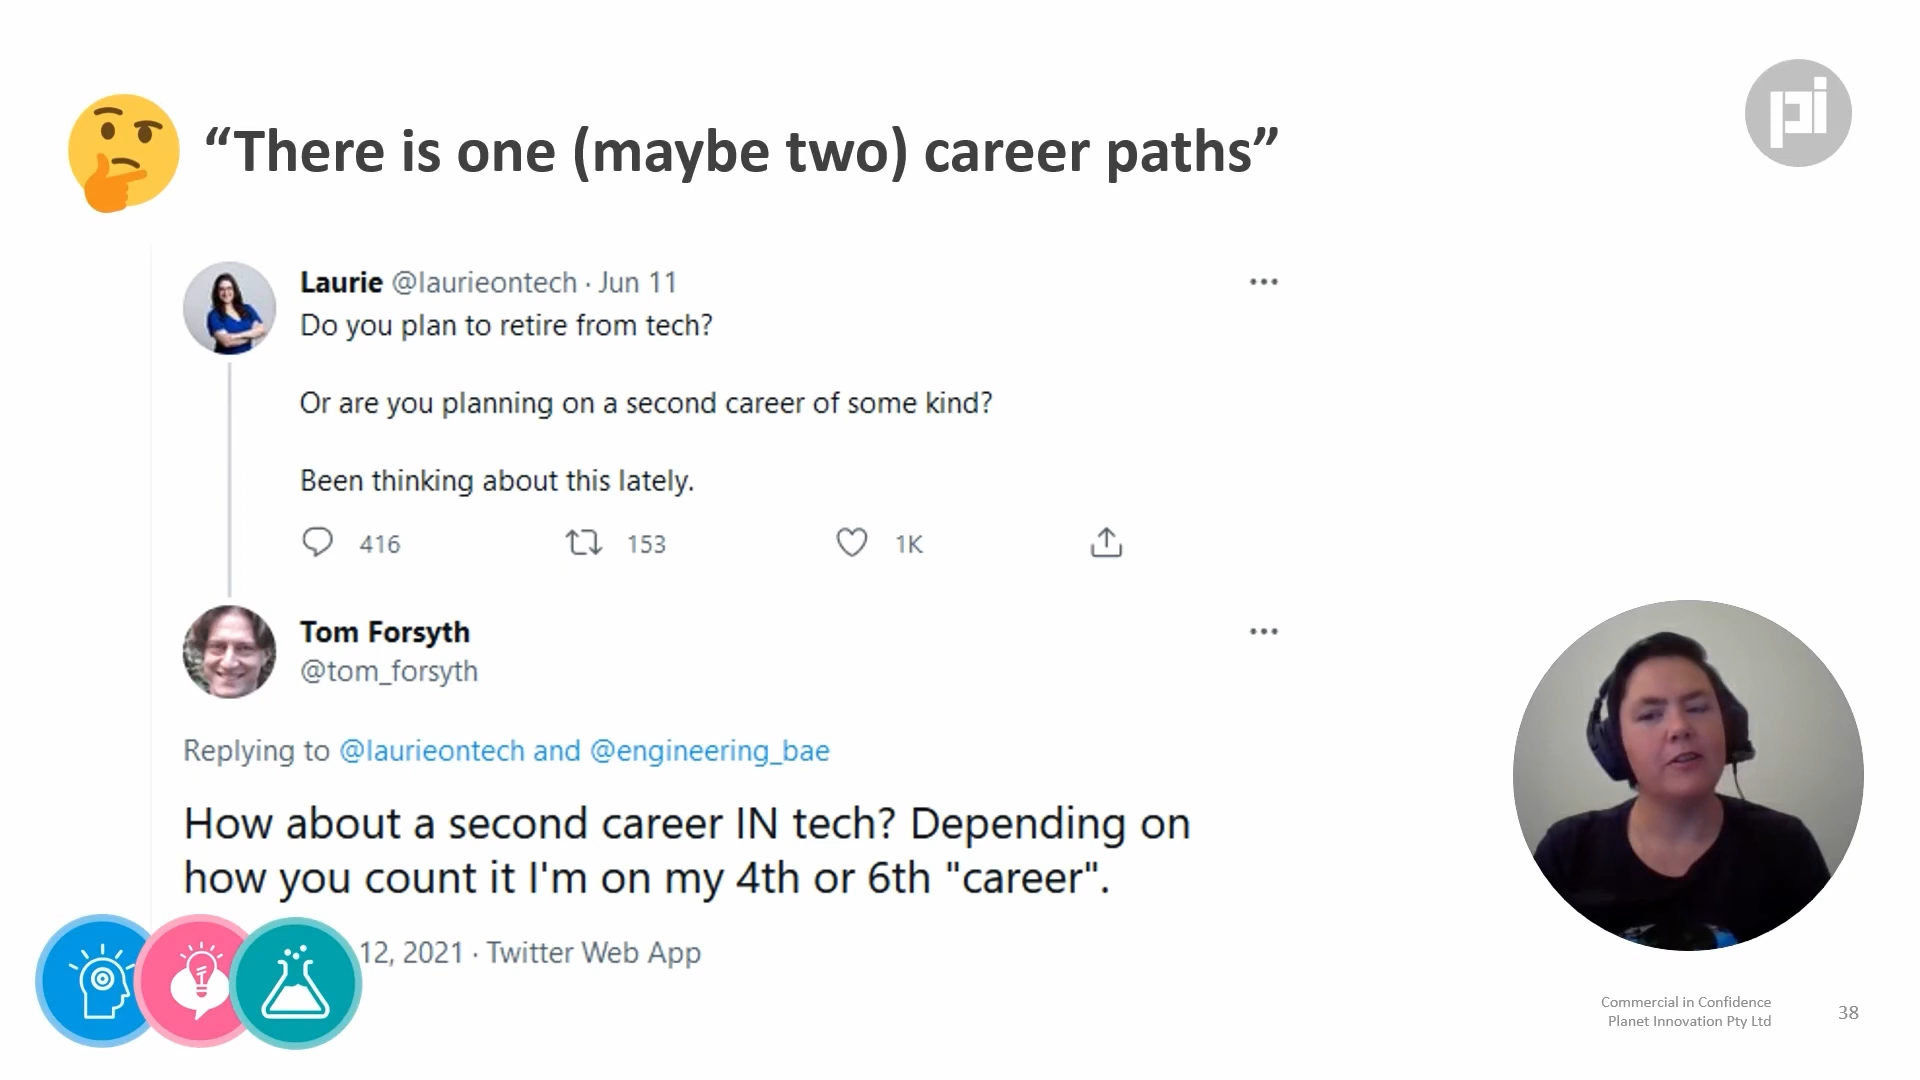 “There is one (maybe two) career paths”
pi
Laurie @laurieontech · Jun 11
Do you plan to retire from tech?
Or are you planning on a second career of some kind?
Been thinking about this lately.
416 153 1K
Tom Forsyth
@tom_forsyth
Replying to @laurieontech and @engineering_bae
How about a second career IN tech? Depending on
how you count it I'm on my 4th or 6th "career".
12, 2021 · Twitter Web App
Commercial in Confidence
Planet Innovation Pty Ltd
38